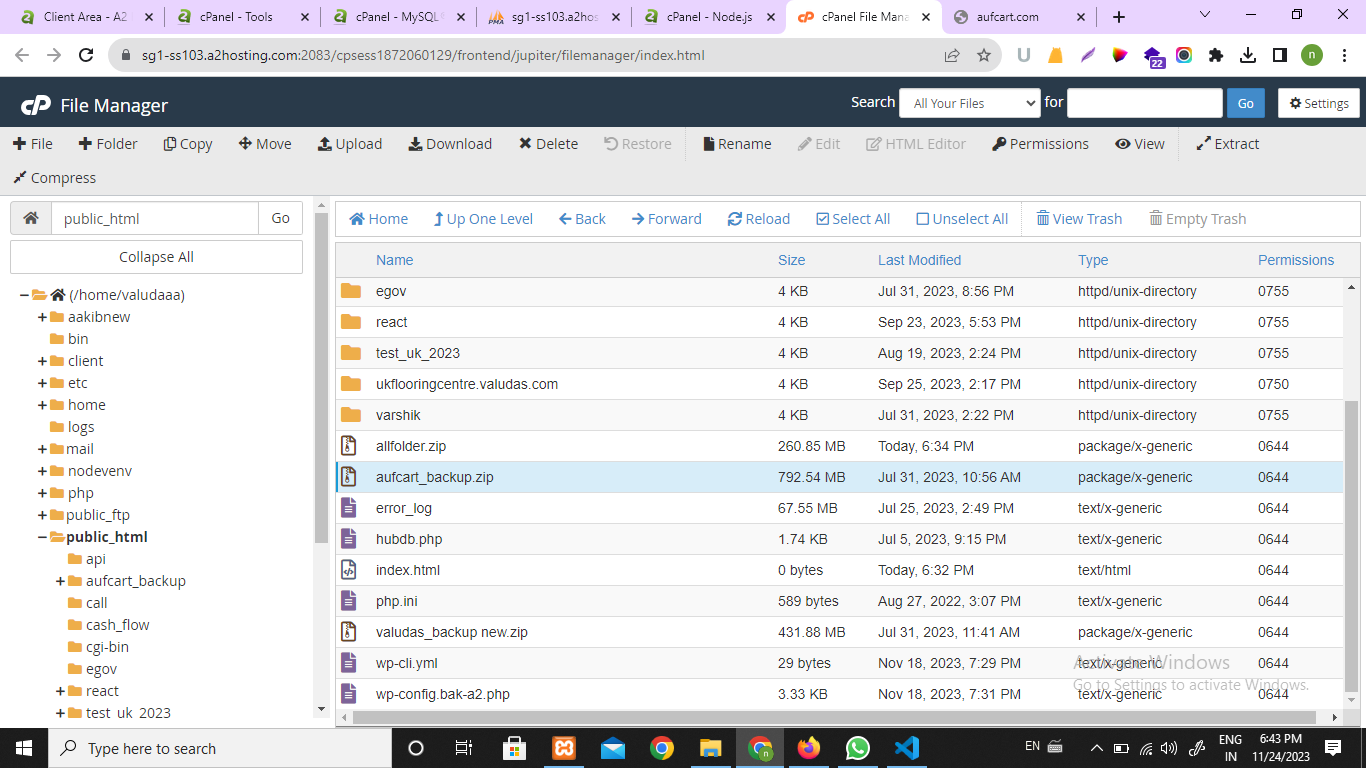 Client Area - A2
cPanel - Tools
cPanel - MySQL®
sg1-ss103.a2hos
cPanel - Node.js
cPanel File Mana
aufcart.com
sg1-ss103.a2hosting.com:2083/cpsess1872060129/frontend/jupiter/filemanager/index.html
22
n
cP File Manager
Search All Your Files for Go Settings
File Folder Copy Move Upload Download Delete Restore Rename Edit HTML Editor Permissions View Extract
Compress
public_html Go
Collapse All
(/home/valudaaa)
aakibnew
bin
client
etc
home
logs
mail
nodevenv
php
public_ftp
public_html
api
aufcart_backup
call
cash_flow
cgi-bin
egov
react
test_uk_2023
Home Up One Level Back Forward Reload Select All Unselect All View Trash Empty Trash
Name Size Last Modified Type Permissions
egov 4 KB Jul 31, 2023, 8:56 PM httpd/unix-directory 0755
react 4 KB Sep 23, 2023, 5:53 PM httpd/unix-directory 0755
test_uk_2023 4 KB Aug 19, 2023, 2:24 PM httpd/unix-directory 0755
ukflooringcentre.valudas.com 4 KB Sep 25, 2023, 2:17 PM httpd/unix-directory 0750
varshik 4 KB Jul 31, 2023, 2:22 PM httpd/unix-directory 0755
allfolder.zip 260.85 MB Today, 6:34 PM package/x-generic 0644
aufcart_backup.zip 792.54 MB Jul 31, 2023, 10:56 AM package/x-generic 0644
error_log 67.55 MB Jul 25, 2023, 2:49 PM text/x-generic 0644
hubdb.php 1.74 KB Jul 5, 2023, 9:15 PM text/x-generic 0644
index.html 0 bytes Today, 6:32 PM text/html 0644
php.ini 589 bytes Aug 27, 2022, 3:07 PM text/x-generic 0644
valudas_backup new.zip 431.88 MB Jul 31, 2023, 11:41 AM package/x-generic 0644
wp-cli.yml 29 bytes Nov 18, 2023, 7:29 PM text/x-generic 0644
wp-config.bak-a2.php 3.33 KB Nov 18, 2023, 7:31 PM text/x-generic 0644
Activate Windows
Go to Settings to activate Windows.
Type here to search
EN
ENG
IN
6:43 PM
11/24/2023